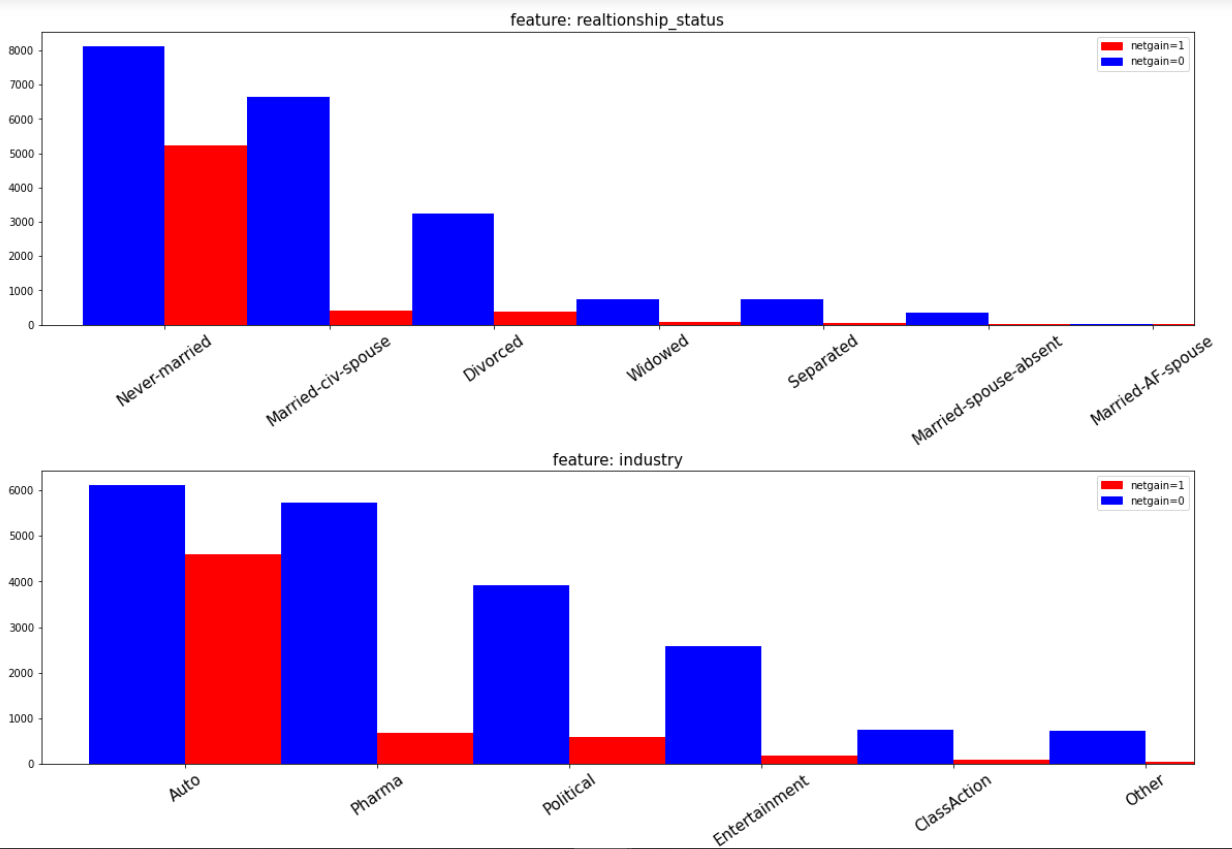 feature: realtionship_status
netgain=1
netgain=0
8000
7000
6000
5000
4000
3000
2000
1000
0
Never-married
Married-civ-spouse
Divorced
Widowed
Separated
Married-spouse-absent
Married-AF-spouse
feature: industry
netgain=1
netgain=0
6000
5000
4000
3000
2000
1000
0
Auto
Pharma
Political
Entertainment
ClassAction
Other